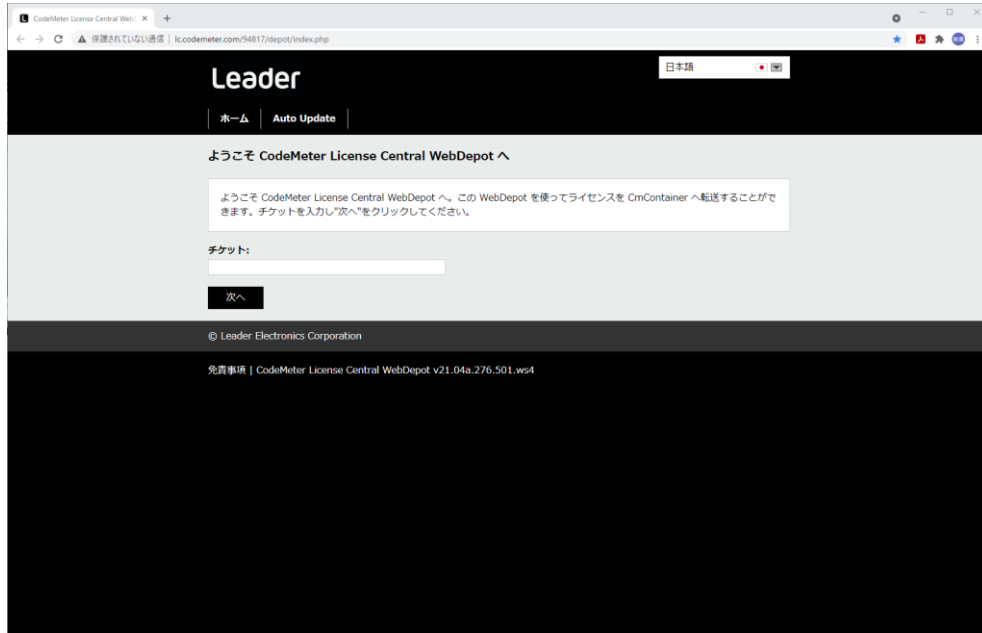 CodeMeter License Central Web
保護されていない通信 | lc.codemeter.com/94817/depot/index.php
Leader
日本語
ホーム
Auto Update
ようこそ CodeMeter License Central WebDepot へ
ようこそ CodeMeter License Central WebDepot へ。この WebDepot を使ってライセンスを CmContainer へ転送することがで
きます。チケットを入力し"次へ"をクリックしてください。
チケット:
次へ
© Leader Electronics Corporation
免責事項 | CodeMeter License Central WebDepot v21.04a.276.501.ws4